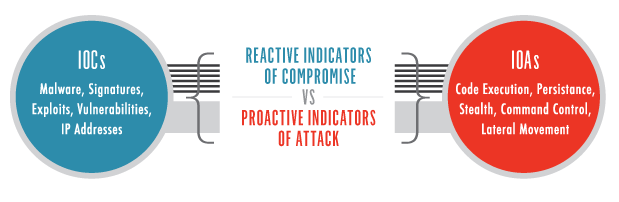 IOCs
Malware, Signatures,
Exploits, Vulnerabilities,
IP Addresses
REACTIVE INDICATORS
OF COMPROMISE
VS
PROACTIVE INDICATORS
OF ATTACK
IOAs
Code Execution, Persistance,
Stealth, Command Control,
Lateral Movement